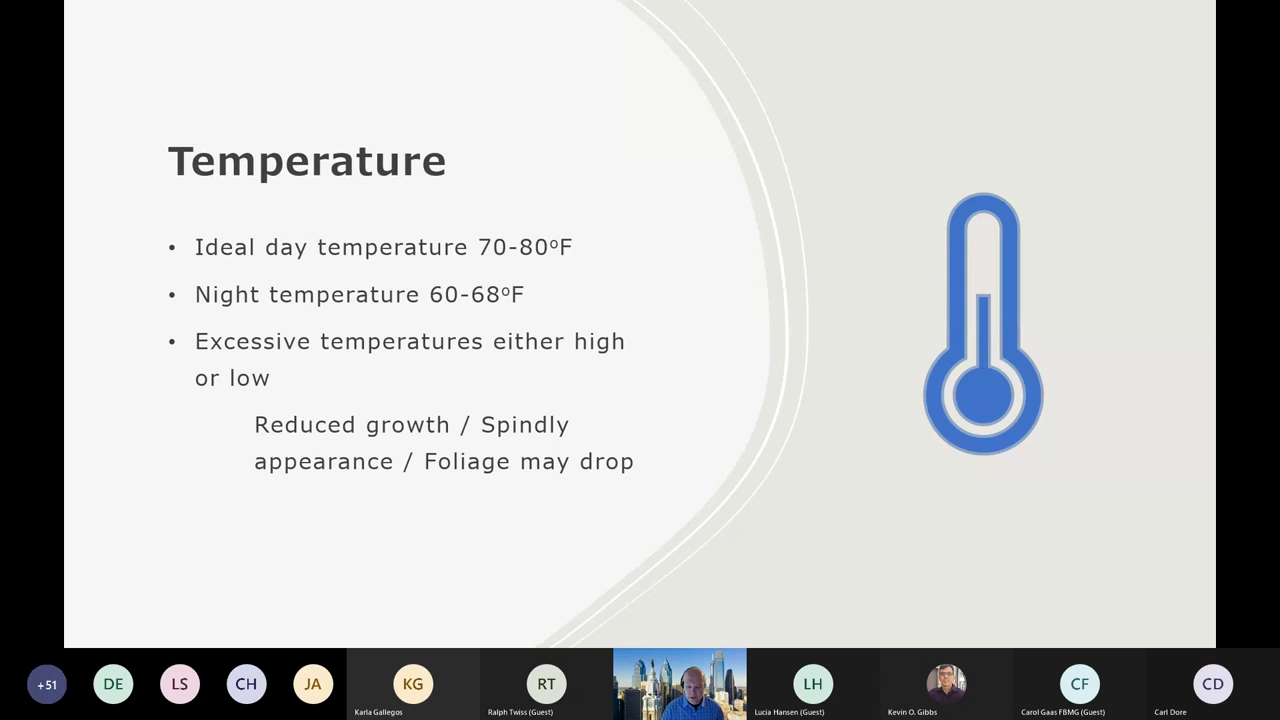 Temperature
• Ideal day temperature 70-80ºF
• Night temperature 60-68ºF
• Excessive temperatures either high
or low
Reduced growth / Spindly
appearance / Foliage may drop
+51
DE
LS
CH
JA
KG
Karla Gallegos
RT
Ralph Twiss (Guest)
LH
Lucia Hansen (Guest)
Kevin O. Gibbs
CF
Carol Gaas FBMG (Guest)
CD
Carl Dore